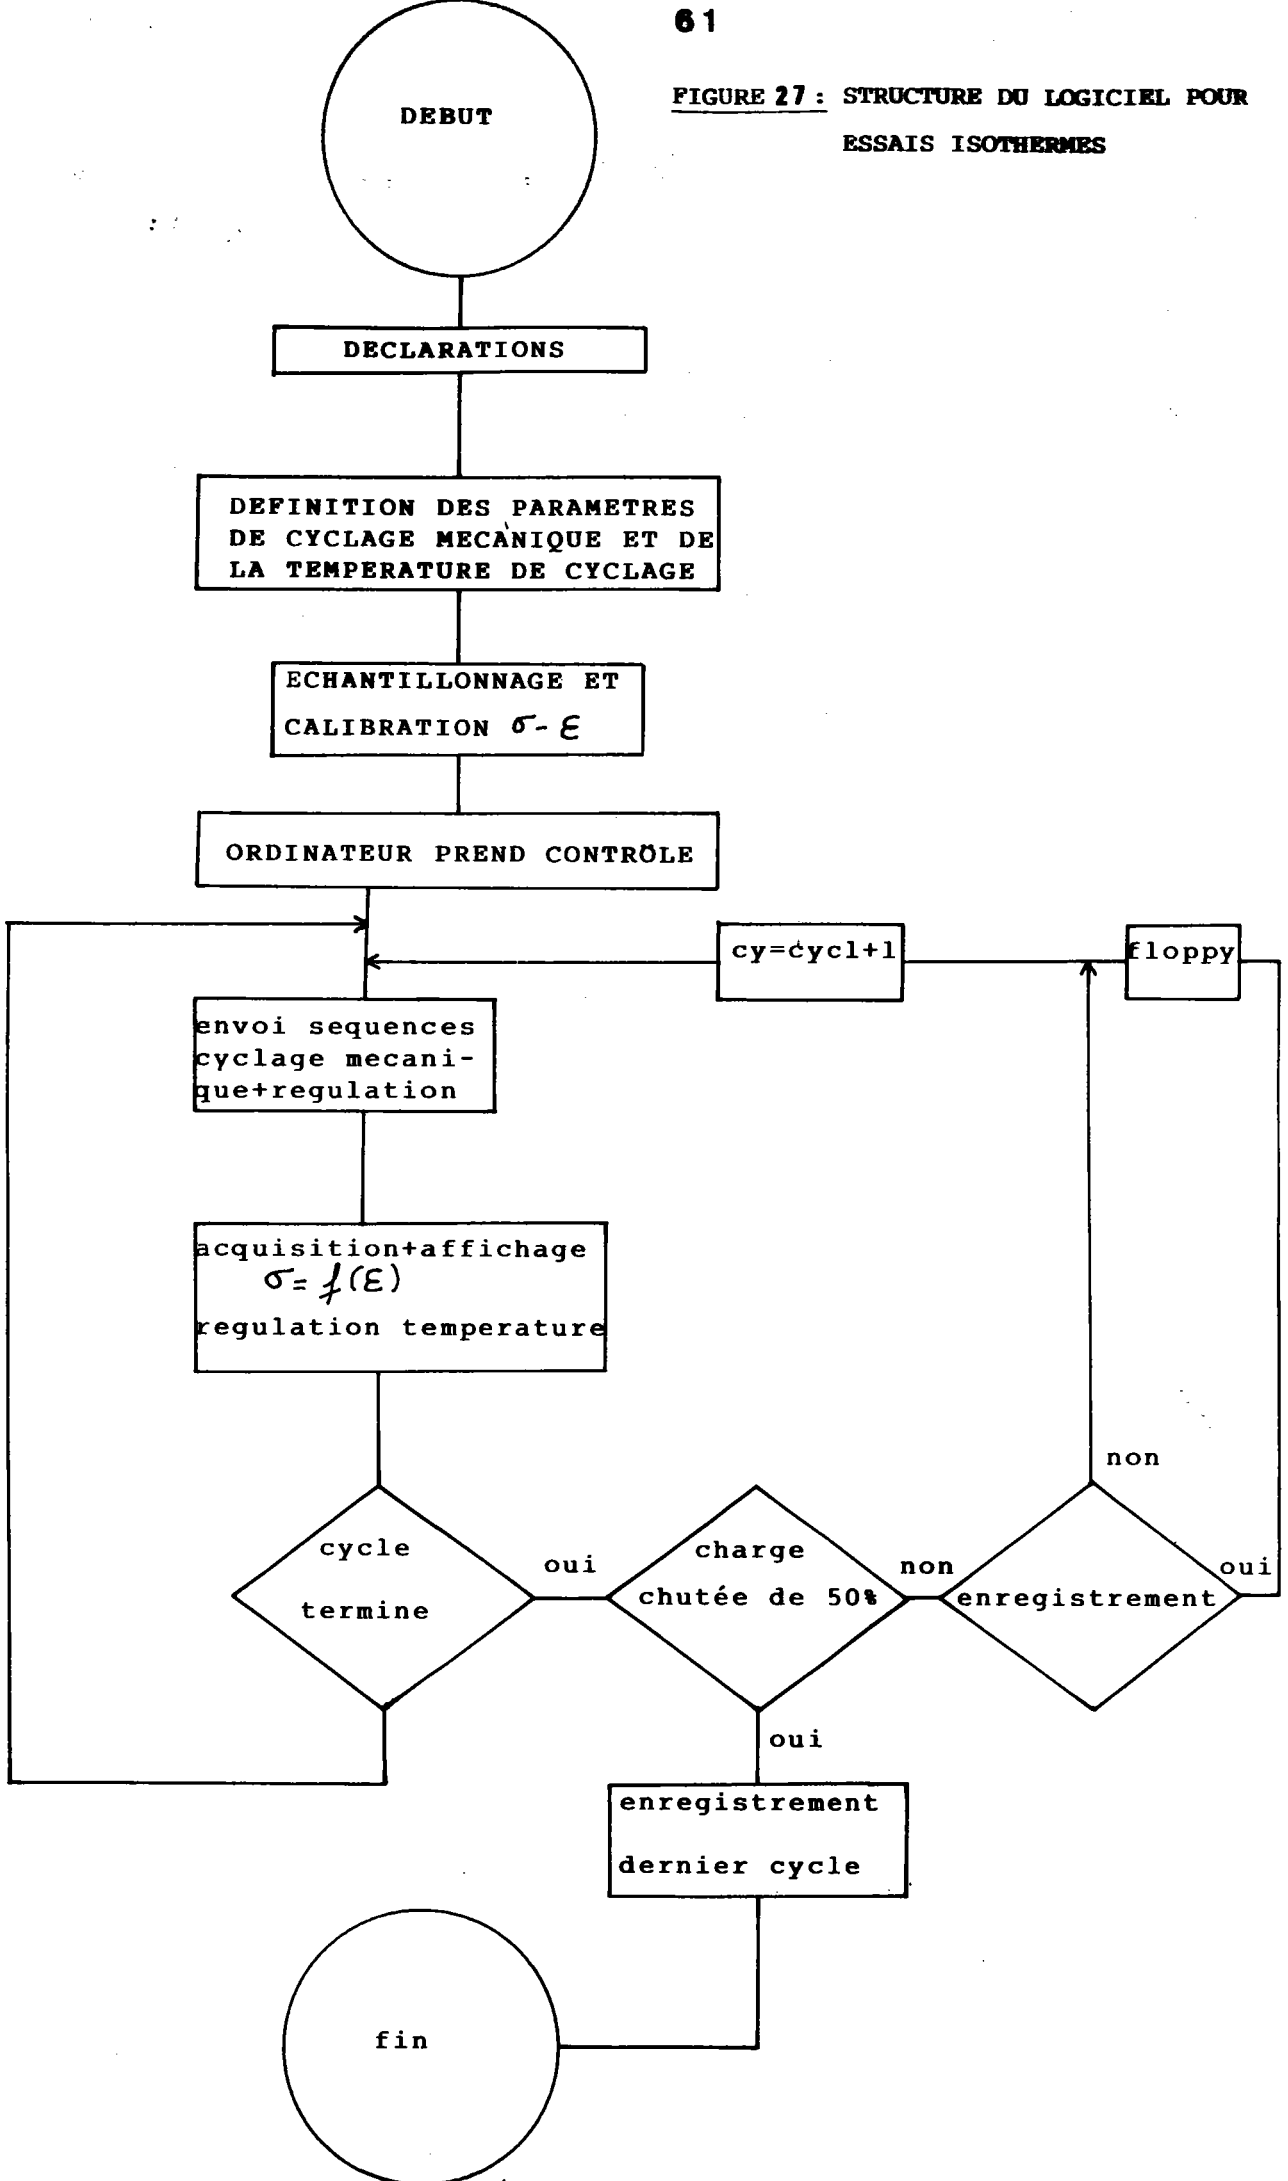 61
FIGURE 27 : STRUCTURE DU LOGICIEL POUR
ESSAIS ISOTHERMES
DEBUT
DECLARATIONS
DEFINITION DES PARAMETRES
DE CYCLAGE MECANIQUE ET DE
LA TEMPERATURE DE CYCLAGE
ECHANTILLONNAGE ET
CALIBRATION σ - ε
ORDINATEUR PREND CONTRÔLE
cy=cycl+1
floppy
envoi sequences
cyclage mecani-
que+regulation
acquisition+affichage
σ = f(ε)
regulation temperature
non
cycle
termine
oui
charge
chutée de 50%
non
enregistrement
oui
oui
enregistrement
dernier cycle
fin